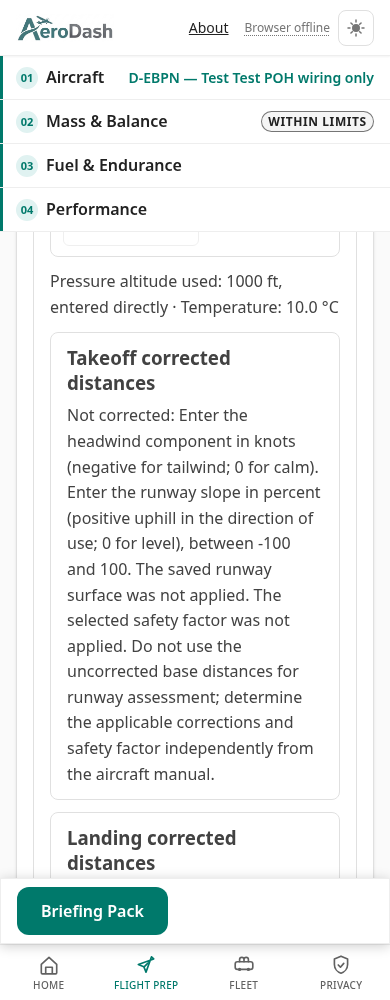 AeroDash
About
Browser offline
01 Aircraft D-EBPN — Test Test POH wiring only
02 Mass & Balance WITHIN LIMITS
03 Fuel & Endurance
04 Performance
Pressure altitude used: 1000 ft,
entered directly · Temperature: 10.0 °C
Takeoff corrected
distances
Not corrected: Enter the
headwind component in knots
(negative for tailwind; 0 for calm).
Enter the runway slope in percent
(positive uphill in the direction of
use; 0 for level), between -100
and 100. The saved runway
surface was not applied. The
selected safety factor was not
applied. Do not use the
uncorrected base distances for
runway assessment; determine
the applicable corrections and
safety factor independently from
the aircraft manual.
Landing corrected
distances
Briefing Pack
HOME
FLIGHT PREP
FLEET
PRIVACY